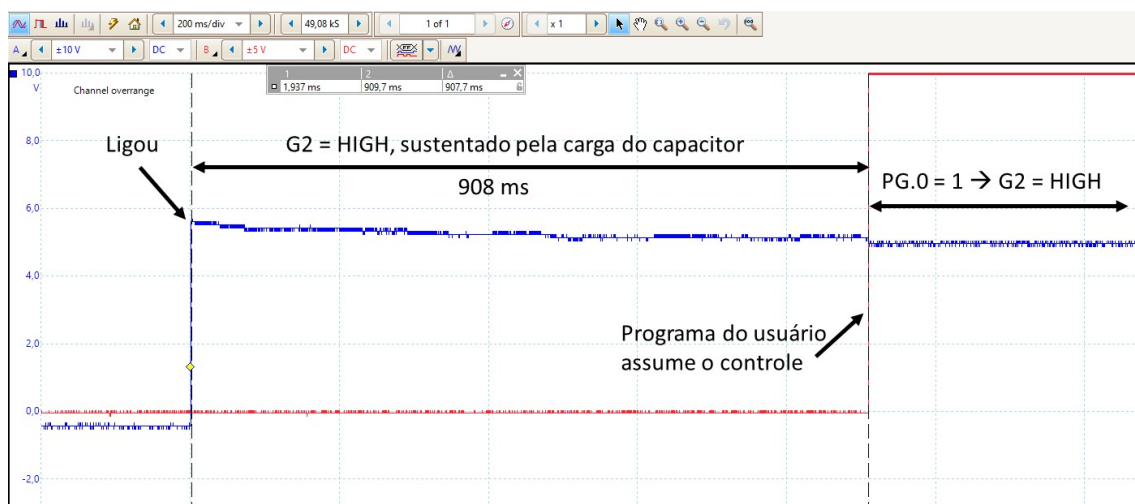 200 ms/div
49,08 kS
1 of 1
x 1
A
±10 V
DC
B
±5 V
DC
10,0
V
Channel overrange
1 2 Δ
1,937 ms 909,7 ms 907,7 ms
8,0
Ligou
G2 = HIGH, sustentado pela carga do capacitor
908 ms
PG.0 = 1 → G2 = HIGH
6,0
4,0
Programa do usuário
assume o controle
2,0
0,0
-2,0